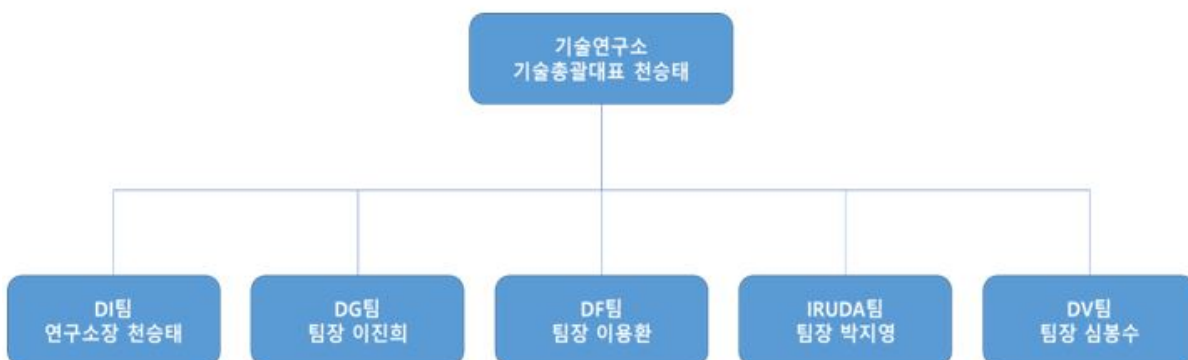 기술연구소
기술총괄대표 천승태
DI팀
연구소장 천승태
DG팀
팀장 이진희
DF팀
팀장 이용환
IRUDA팀
팀장 박지영
DV팀
팀장 심봉수